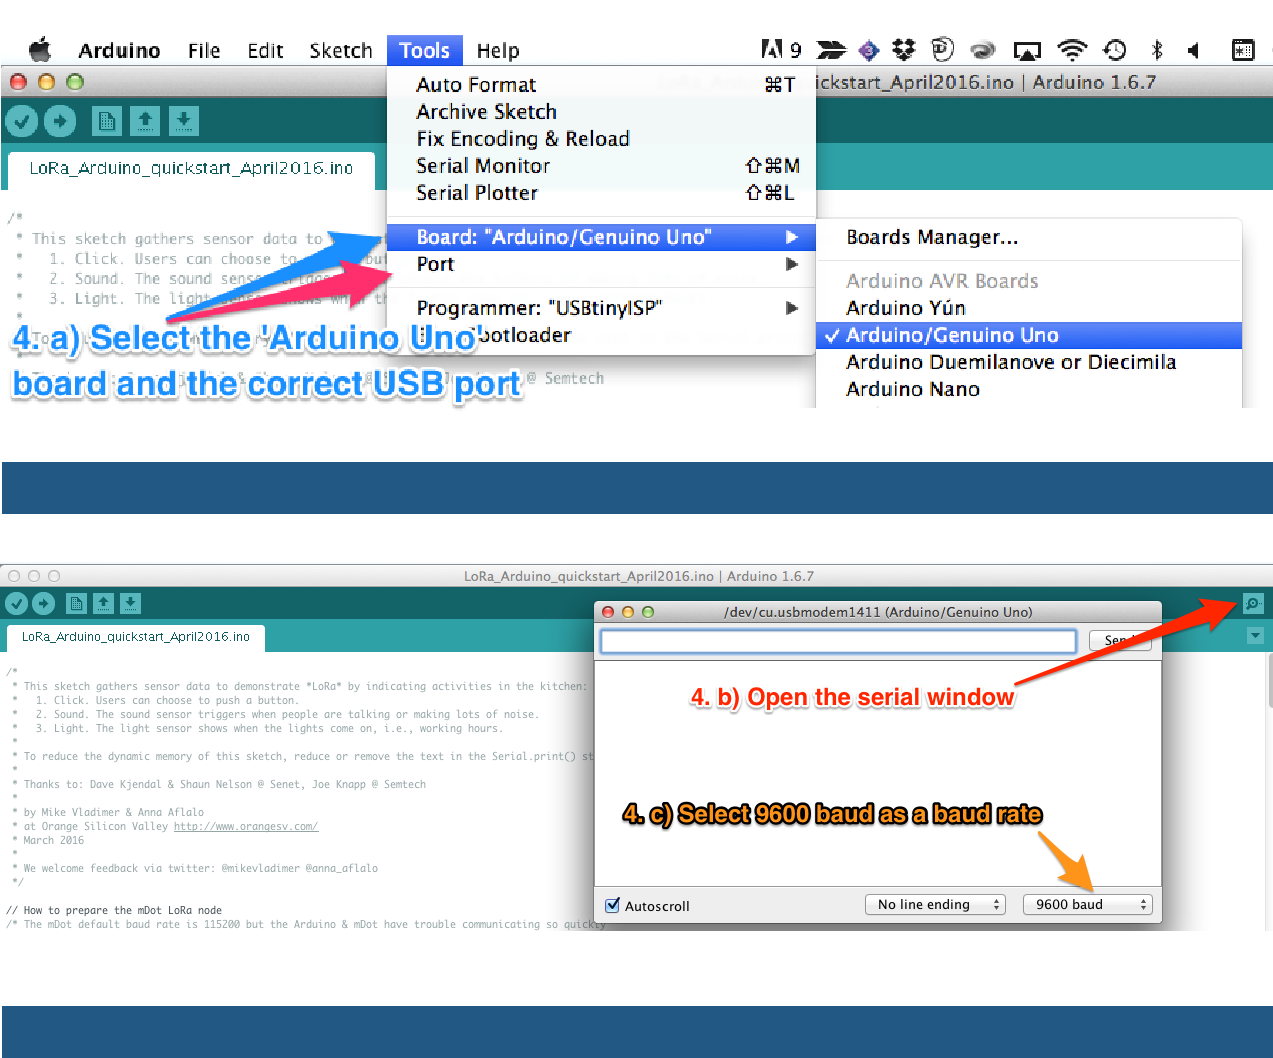 Arduino File Edit Sketch Tools Help 9
Auto Format ⌘T ickstart_April2016.ino | Arduino 1.6.7
Archive Sketch
Fix Encoding & Reload
Serial Monitor ⇧⌘M
LoRa_Arduino_quickstart_April2016.ino
Serial Plotter ⇧⌘L
/*
* This sketch gathers sensor data to
Board: "Arduino/Genuino Uno"
Boards Manager...
* 1. Click. Users can choose to
Port
* 2. Sound. The sound sens
Arduino AVR Boards
* 3. Light. The light
Programmer: "USBtinyISP"
Arduino Yún
ootloader
✓ Arduino/Genuino Uno
4. a) Select the 'Arduino Uno'
board and the correct USB port
@ Semtech
Arduino Duemilanove or Diecimila
Arduino Nano
LoRa_Arduino_quickstart_April2016.ino | Arduino 1.6.7
/dev/cu.usbmodem1411 (Arduino/Genuino Uno)
LoRa_Arduino_quickstart_April2016.ino
Send
/*
* This sketch gathers sensor data to demonstrate *LoRa* by indicating activities in the kitchen:
* 1. Click. Users can choose to push a button.
* 2. Sound. The sound sensor triggers when people are talking or making lots of noise.
* 3. Light. The light sensor shows when the lights come on, i.e., working hours.
*
* To reduce the dynamic memory of this sketch, reduce or remove the text in the Serial.print() st
*
* Thanks to: Dave Kjendal & Shaun Nelson @ Senet, Joe Knapp @ Semtech
*
* by Mike Vladimer & Anna Aflalo
* at Orange Silicon Valley http://www.orangesv.com/
* March 2016
*
* We welcome feedback via twitter: @mikevladimer @anna_aflalo
*/
// How to prepare the mDot LoRa node
/* The mDot default baud rate is 115200 but the Arduino & mDot have trouble communicating so quickly
4. b) Open the serial window
4. c) Select 9600 baud as a baud rate
Autoscroll No line ending 9600 baud